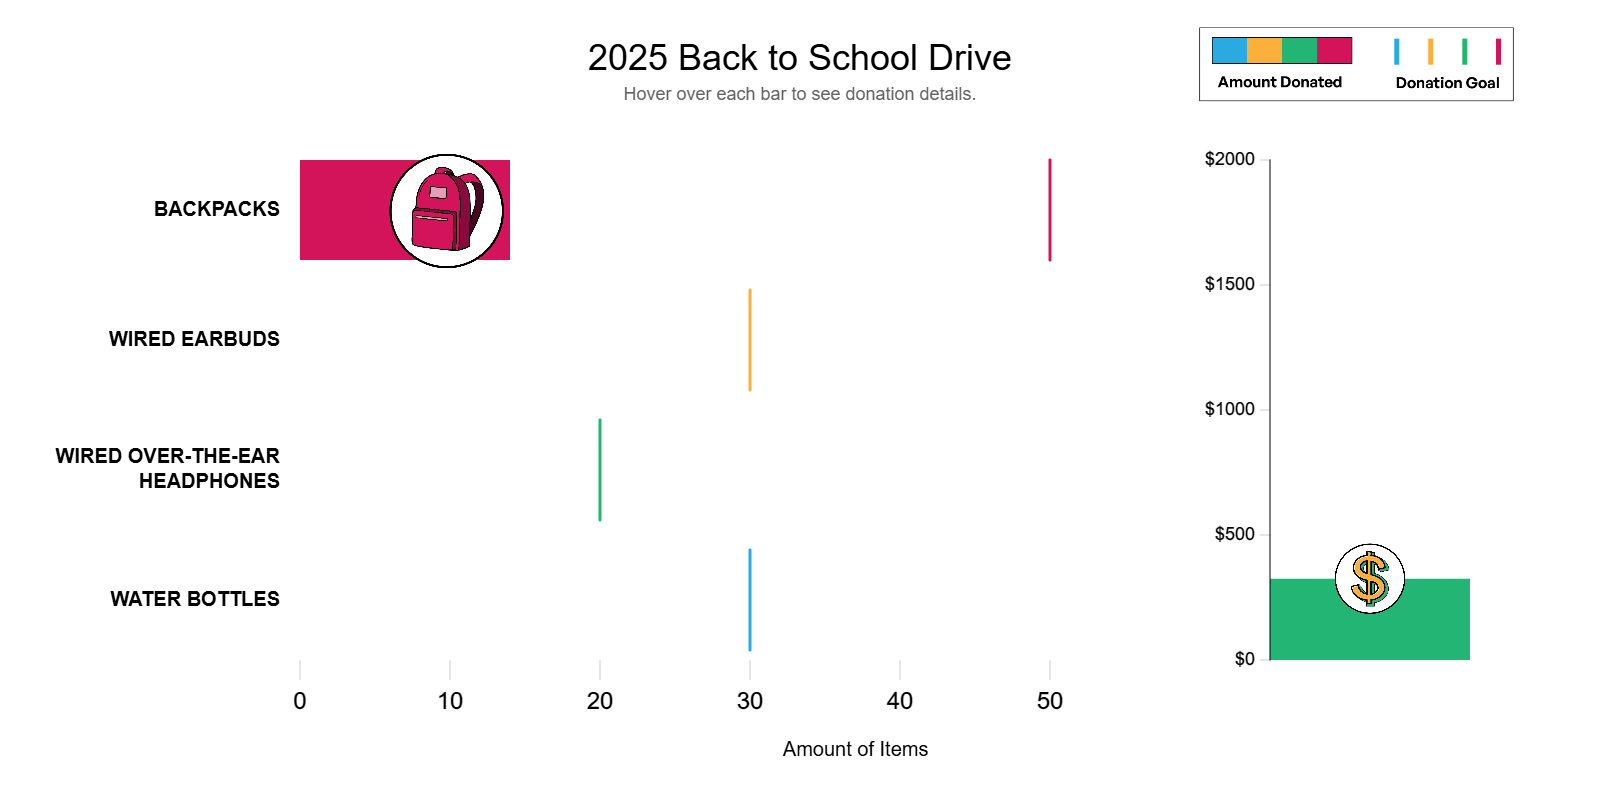 2025 Back to School Drive
Hover over each bar to see donation details.
Amount Donated
Donation Goal
BACKPACKS
WIRED EARBUDS
WIRED OVER-THE-EAR
HEADPHONES
WATER BOTTLES
0
10
20
30
40
50
Amount of Items
$2000
$1500
$1000
$500
$0
$